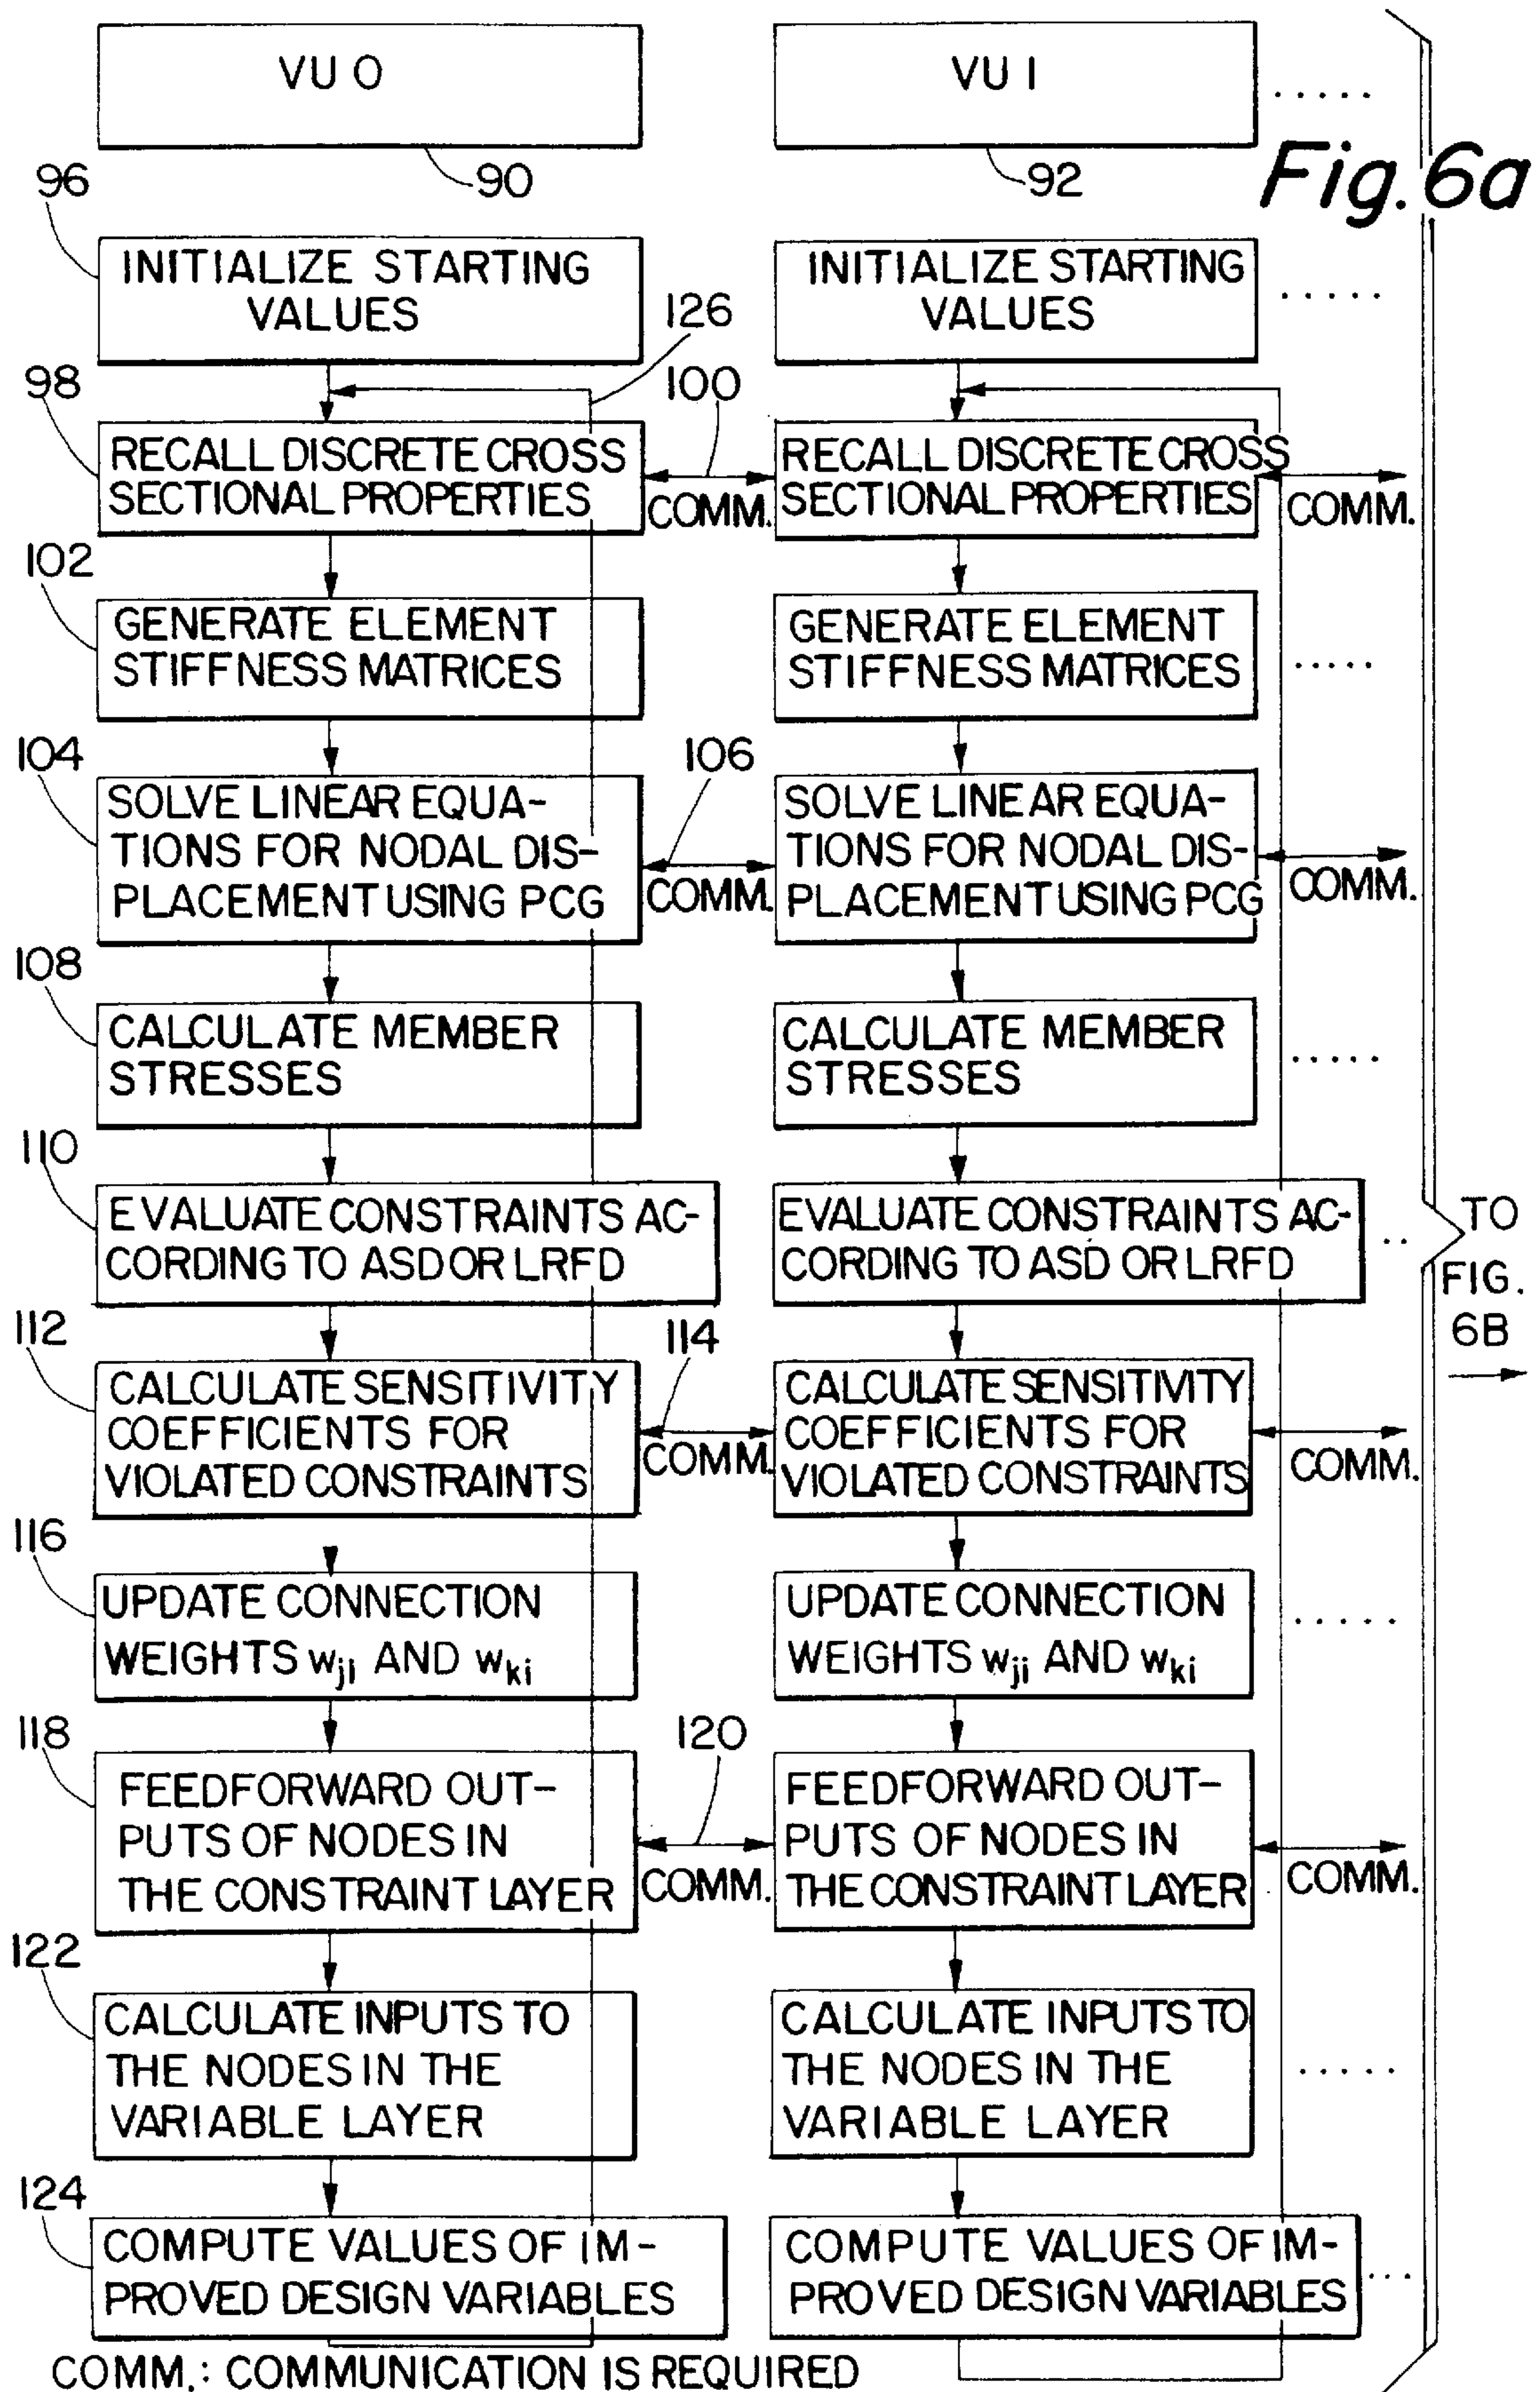 VU 0
VU 1
.....
90
92
Fig. 6a
96
INITIALIZE STARTING
VALUES
INITIALIZE STARTING
VALUES
.....
126
98
100
RECALL DISCRETE CROSS
SECTIONAL PROPERTIES
COMM.
RECALL DISCRETE CROSS
SECTIONAL PROPERTIES
COMM.
102
GENERATE ELEMENT
STIFFNESS MATRICES
GENERATE ELEMENT
STIFFNESS MATRICES
.....
104
106
SOLVE LINEAR EQUA-
TIONS FOR NODAL DIS-
PLACEMENT USING PCG
COMM.
SOLVE LINEAR EQUA-
TIONS FOR NODAL DIS-
PLACEMENT USING PCG
COMM.
108
CALCULATE MEMBER
STRESSES
CALCULATE MEMBER
STRESSES
.....
110
EVALUATE CONSTRAINTS AC-
CORDING TO ASD OR LRFD
EVALUATE CONSTRAINTS AC-
CORDING TO ASD OR LRFD
..
TO
FIG.
6B
112
114
CALCULATE SENSITIVITY
COEFFICIENTS FOR
VIOLATED CONSTRAINTS
COMM.
CALCULATE SENSITIVITY
COEFFICIENTS FOR
VIOLATED CONSTRAINTS
COMM.
116
UPDATE CONNECTION
WEIGHTS wji AND wki
UPDATE CONNECTION
WEIGHTS wji AND wki
.....
118
120
FEEDFORWARD OUT-
PUTS OF NODES IN
THE CONSTRAINT LAYER
COMM.
FEEDFORWARD OUT-
PUTS OF NODES IN
THE CONSTRAINT LAYER
COMM.
122
CALCULATE INPUTS TO
THE NODES IN THE
VARIABLE LAYER
CALCULATE INPUTS TO
THE NODES IN THE
VARIABLE LAYER
.....
124
COMPUTE VALUES OF IM-
PROVED DESIGN VARIABLES
COMPUTE VALUES OF IM-
PROVED DESIGN VARIABLES
...
COMM.: COMMUNICATION IS REQUIRED